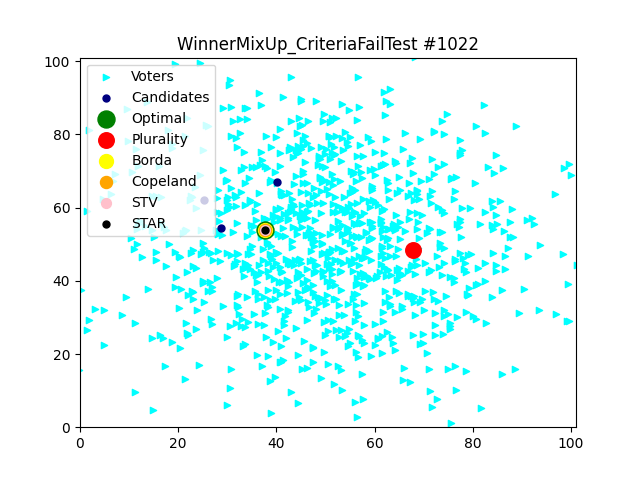 WinnerMixUp_CriteriaFailTest #1022
100
80
60
40
20
0
Voters
Candidates
Optimal
Plurality
Borda
Copeland
STV
STAR
0 20 40 60 80 100